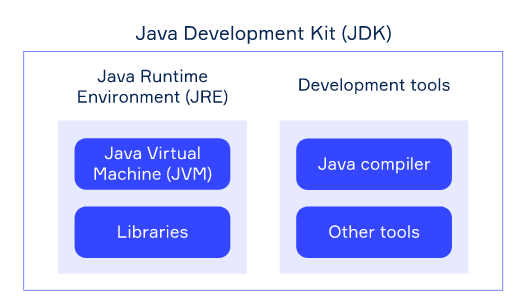 Java Development Kit (JDK)
Java Runtime
Environment (JRE)
Java Virtual
Machine (JVM)
Libraries
Development tools
Java compiler
Other tools